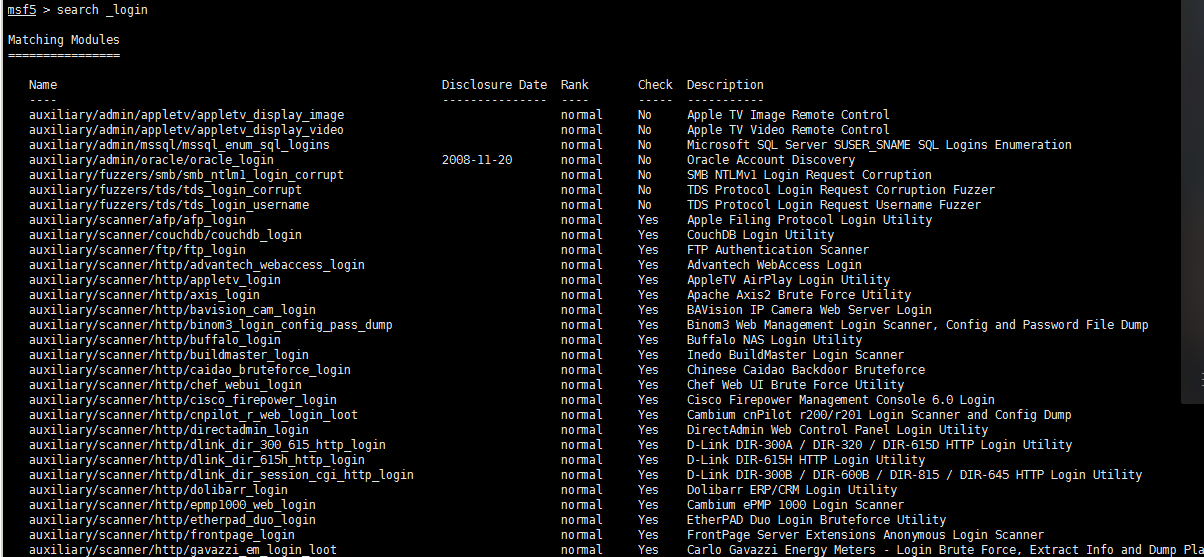 msf5 > search _login
Matching Modules
================
Name Disclosure Date Rank Check Description
---- --------------- ---- ----- -----------
auxiliary/admin/appletv/appletv_display_image normal No Apple TV Image Remote Control
auxiliary/admin/appletv/appletv_display_video normal No Apple TV Video Remote Control
auxiliary/admin/mssql/mssql_enum_sql_logins normal No Microsoft SQL Server SUSER_SNAME SQL Logins Enumeration
auxiliary/admin/oracle/oracle_login 2008-11-20 normal No Oracle Account Discovery
auxiliary/fuzzers/smb/smb_ntlm1_login_corrupt normal No SMB NTLMv1 Login Request Corruption
auxiliary/fuzzers/tds/tds_login_corrupt normal No TDS Protocol Login Request Corruption Fuzzer
auxiliary/fuzzers/tds/tds_login_username normal No TDS Protocol Login Request Username Fuzzer
auxiliary/scanner/afp/afp_login normal Yes Apple Filing Protocol Login Utility
auxiliary/scanner/couchdb/couchdb_login normal Yes CouchDB Login Utility
auxiliary/scanner/ftp/ftp_login normal Yes FTP Authentication Scanner
auxiliary/scanner/http/advantech_webaccess_login normal Yes Advantech WebAccess Login
auxiliary/scanner/http/appletv_login normal Yes AppleTV AirPlay Login Utility
auxiliary/scanner/http/axis_login normal Yes Apache Axis2 Brute Force Utility
auxiliary/scanner/http/bavision_cam_login normal Yes BAVision IP Camera Web Server Login
auxiliary/scanner/http/binom3_login_config_pass_dump normal Yes Binom3 Web Management Login Scanner, Config and Password File Dump
auxiliary/scanner/http/buffalo_login normal Yes Buffalo NAS Login Utility
auxiliary/scanner/http/buildmaster_login normal Yes Inedo BuildMaster Login Scanner
auxiliary/scanner/http/caidao_bruteforce_login normal Yes Chinese Caidao Backdoor Bruteforce
auxiliary/scanner/http/chef_webui_login normal Yes Chef Web UI Brute Force Utility
auxiliary/scanner/http/cisco_firepower_login normal Yes Cisco Firepower Management Console 6.0 Login
auxiliary/scanner/http/cnpilot_r_web_login_loot normal Yes Cambium cnPilot r200/r201 Login Scanner and Config Dump
auxiliary/scanner/http/directadmin_login normal Yes DirectAdmin Web Control Panel Login Utility
auxiliary/scanner/http/dlink_dir_300_615_http_login normal Yes D-Link DIR-300A / DIR-320 / DIR-615D HTTP Login Utility
auxiliary/scanner/http/dlink_dir_615h_http_login normal Yes D-Link DIR-615H HTTP Login Utility
auxiliary/scanner/http/dlink_dir_session_cgi_http_login normal Yes D-Link DIR-300B / DIR-600B / DIR-815 / DIR-645 HTTP Login Utility
auxiliary/scanner/http/dolibarr_login normal Yes Dolibarr ERP/CRM Login Utility
auxiliary/scanner/http/epmp1000_web_login normal Yes Cambium ePMP 1000 Login Scanner
auxiliary/scanner/http/etherpad_duo_login normal Yes EtherPAD Duo Login Bruteforce Utility
auxiliary/scanner/http/frontpage_login normal Yes FrontPage Server Extensions Anonymous Login Scanner
auxiliary/scanner/http/gavazzi_em_login_loot normal Yes Carlo Gavazzi Energy Meters - Login Brute Force, Extract Info and Dump Pla